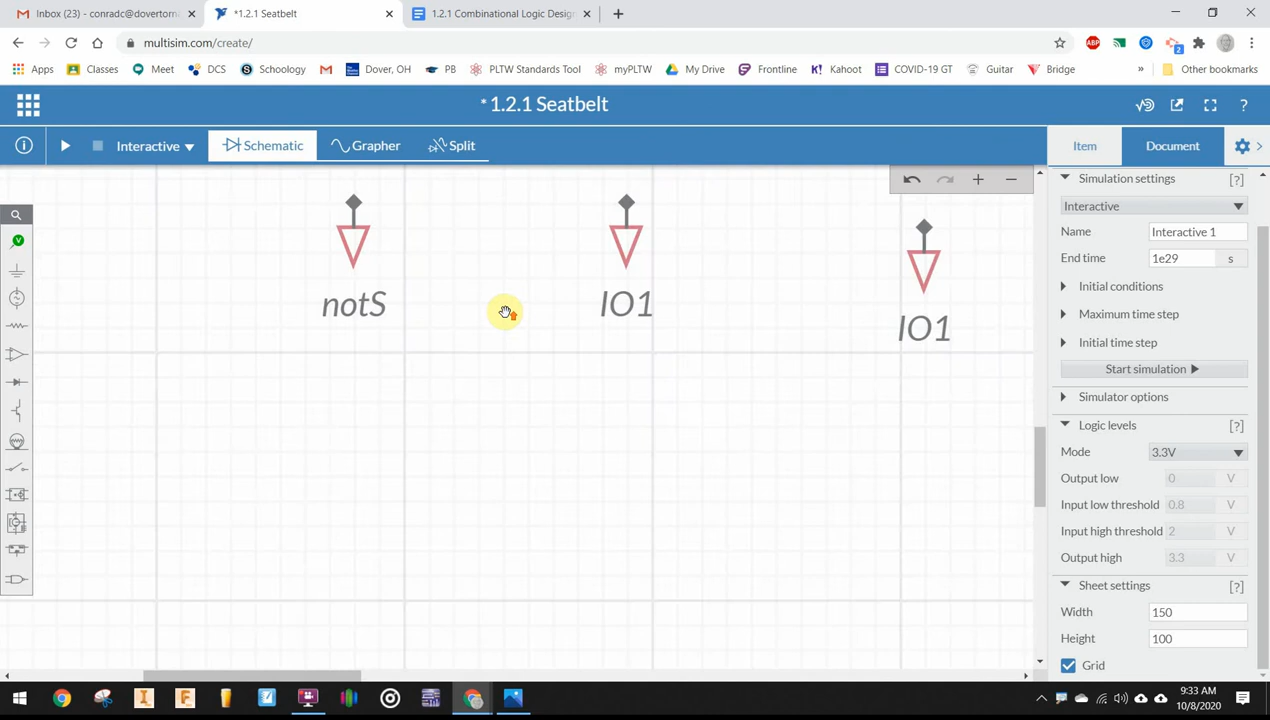 Inbox (23) - conradc@dovertorn
*1.2.1 Seatbelt
1.2.1 Combinational Logic Desig
multisim.com/create/
ABP
2
Apps
Classes
Meet
DCS
Schoology
Dover, OH
PB
PLTW Standards Tool
myPLTW
My Drive
Frontline
Kahoot
COVID-19 GT
Guitar
Bridge
»
Other bookmarks
* 1.2.1 Seatbelt
?
Interactive
Schematic
Grapher
Split
Item
Document
Simulation settings
[?]
Interactive
Name
Interactive 1
End time
1e29
s
Initial conditions
Maximum time step
Initial time step
Start simulation
Simulator options
Logic levels
[?]
Mode
3.3V
Output low
0
V
Input low threshold
0.8
V
Input high threshold
2
V
Output high
3.3
V
Sheet settings
[?]
Width
150
Height
100
Grid
V
notS
IO1
IO1
9:33 AM
10/8/2020